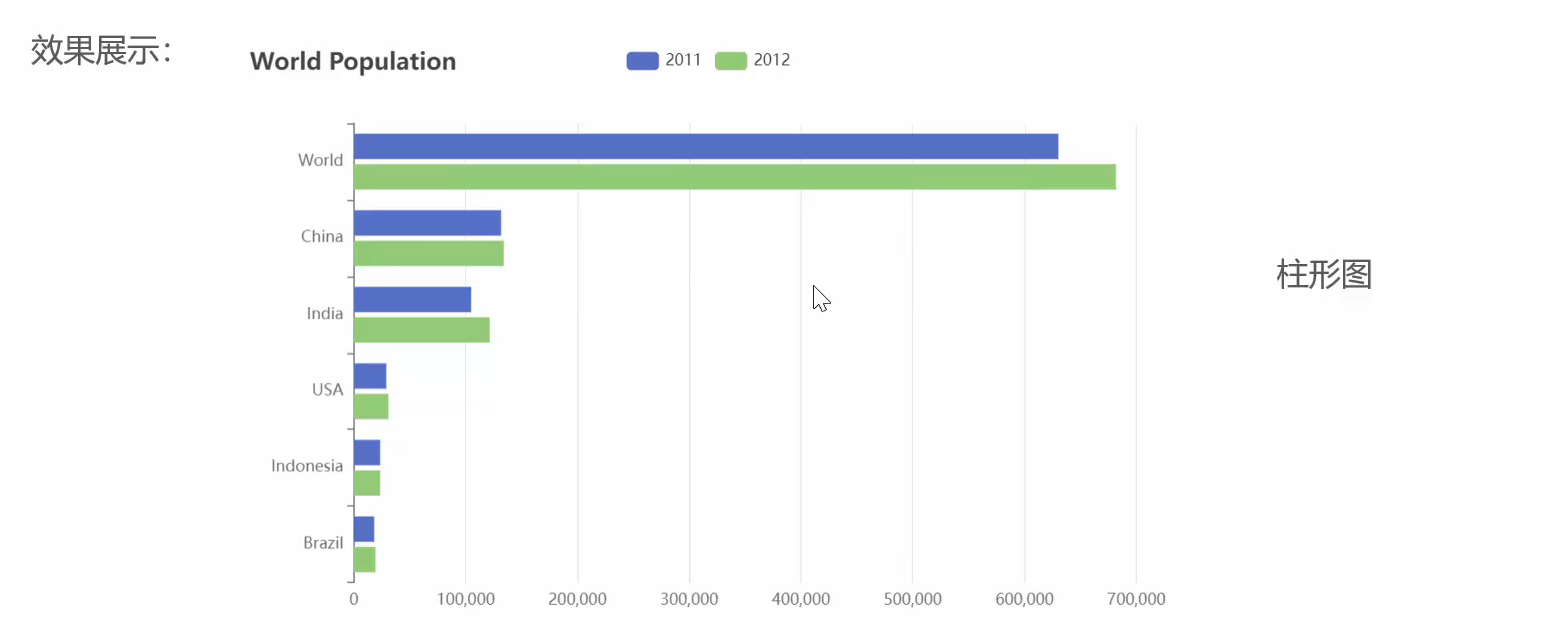 效果展示：
World Population
2011 2012
World
China
India
USA
Indonesia
Brazil
0 100,000 200,000 300,000 400,000 500,000 600,000 700,000
柱形图